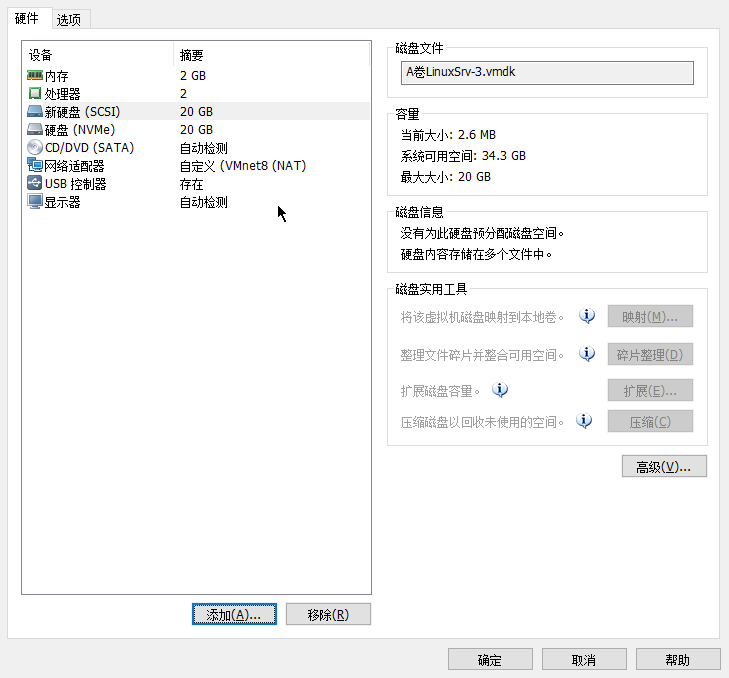 硬件 选项
设备 摘要
内存 2 GB
处理器 2
新硬盘 (SCSI) 20 GB
硬盘 (NVMe) 20 GB
CD/DVD (SATA) 自动检测
网络适配器 自定义 (VMnet8 (NAT)
USB 控制器 存在
显示器 自动检测
添加(A)... 移除(R)
磁盘文件
A卷LinuxSrv-3.vmdk
容量
当前大小: 2.6 MB
系统可用空间: 34.3 GB
最大大小: 20 GB
磁盘信息
没有为此硬盘预分配磁盘空间。
硬盘内容存储在多个文件中。
磁盘实用工具
将该虚拟机磁盘映射到本地卷。 映射(M)...
整理文件碎片并整合可用空间。 碎片整理(D)
扩展磁盘容量。 扩展(E)...
压缩磁盘以回收未使用的空间。 压缩(C)
高级(V)...
确定 取消 帮助